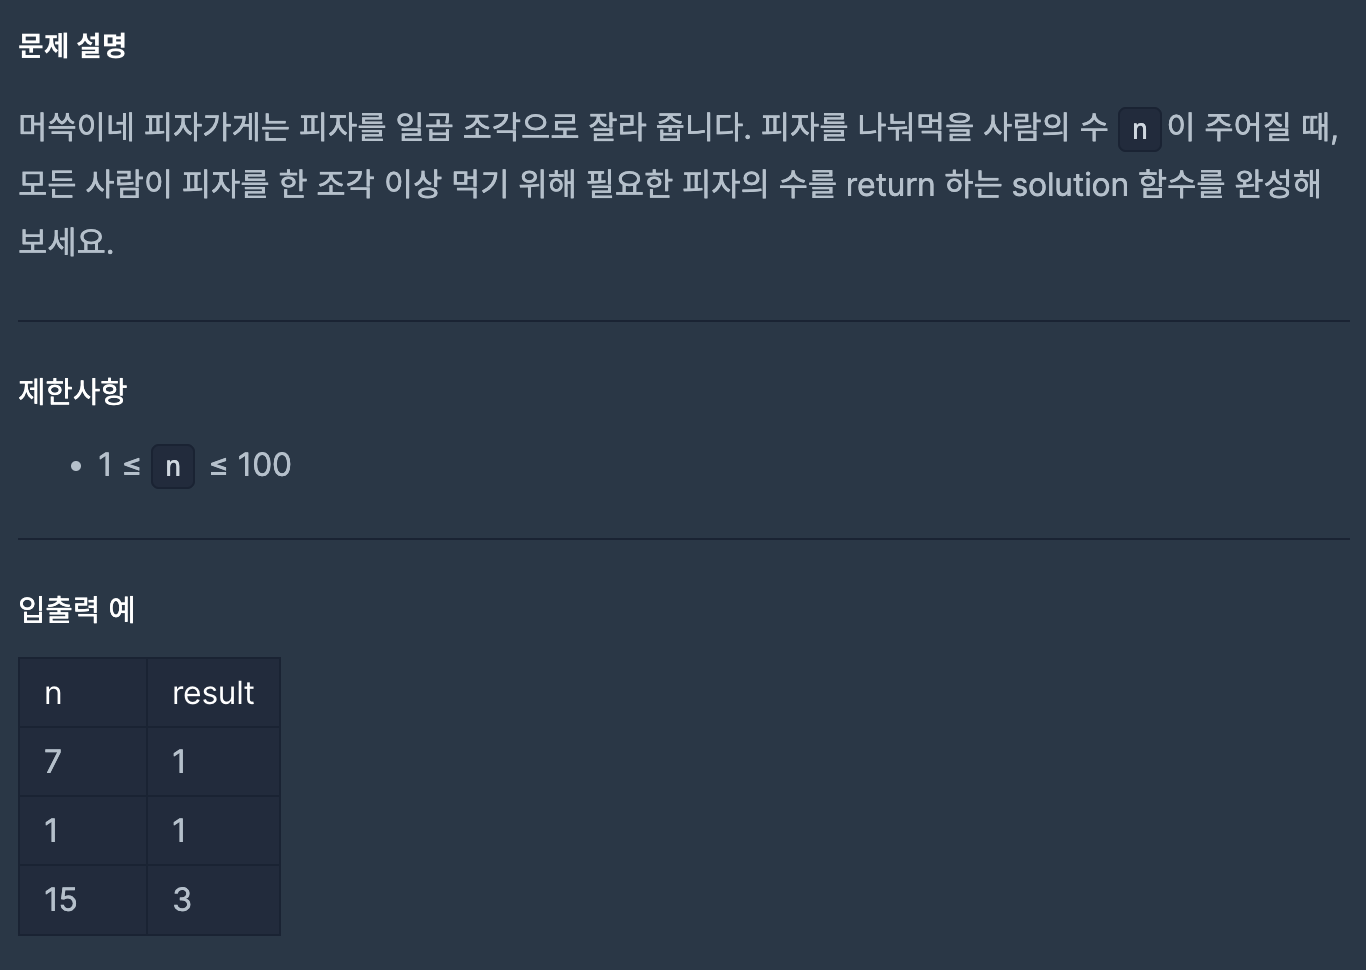 문제 설명
머쓱이네 피자가게는 피자를 일곱 조각으로 잘라 줍니다. 피자를 나눠먹을 사람의 수 n 이 주어질 때,
모든 사람이 피자를 한 조각 이상 먹기 위해 필요한 피자의 수를 return 하는 solution 함수를 완성해
보세요.
제한사항
• 1 ≤ n ≤ 100
입출력 예
n result
7 1
1 1
15 3